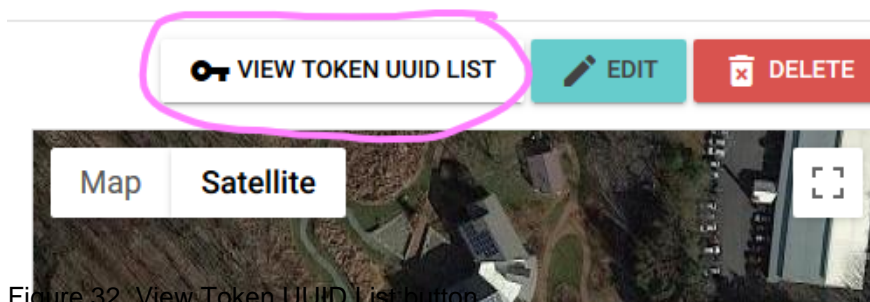 VIEW TOKEN UUID LIST EDIT DELETE
Map Satellite
Figure 32. View Token UUID List button